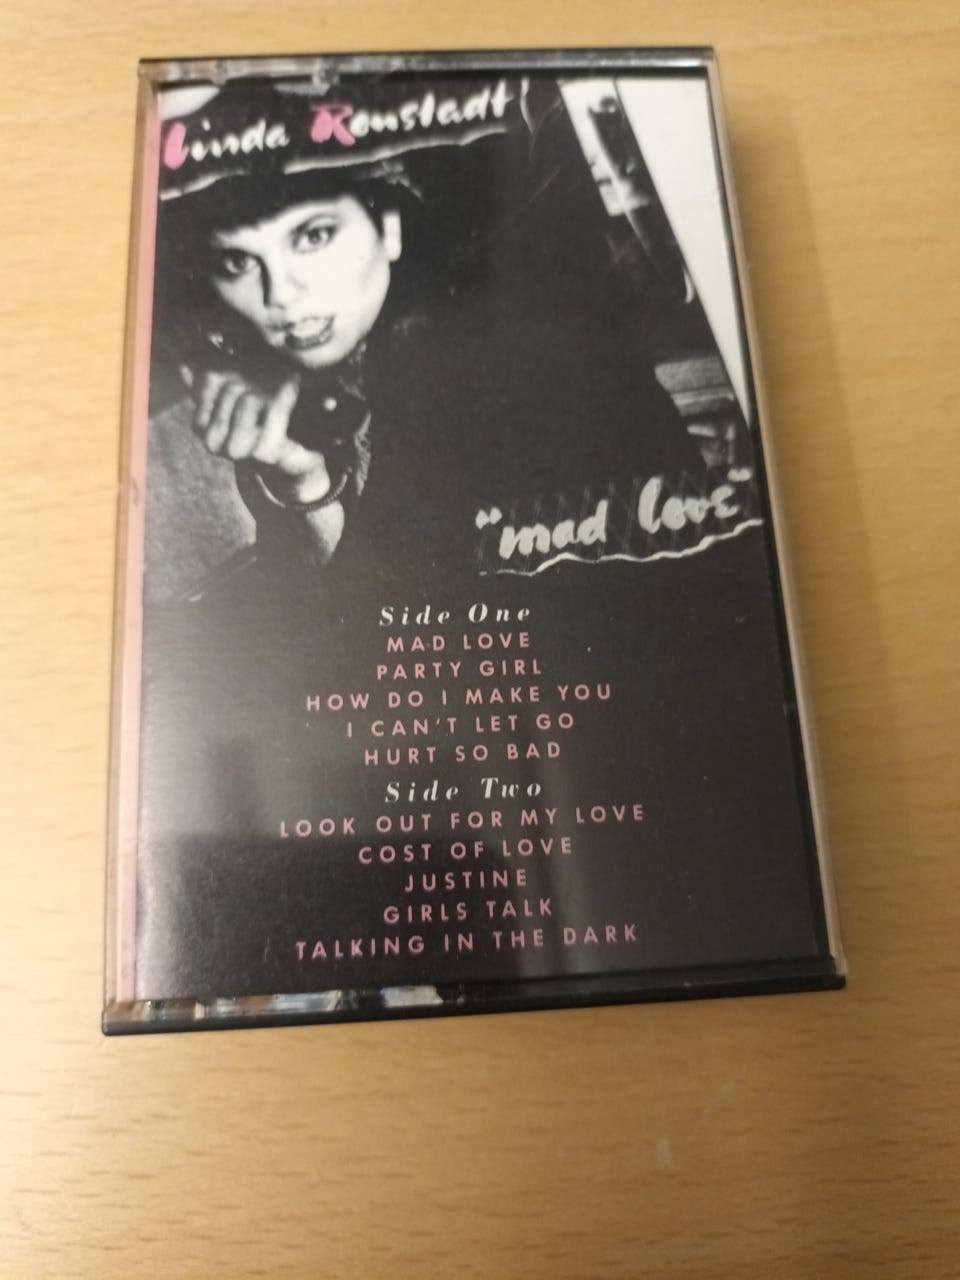 Linda Ronstadt
"mad love"
Side One
MAD LOVE
PARTY GIRL
HOW DO I MAKE YOU
I CAN'T LET GO
HURT SO BAD
Side Two
LOOK OUT FOR MY LOVE
COST OF LOVE
JUSTINE
GIRLS TALK
TALKING IN THE DARK